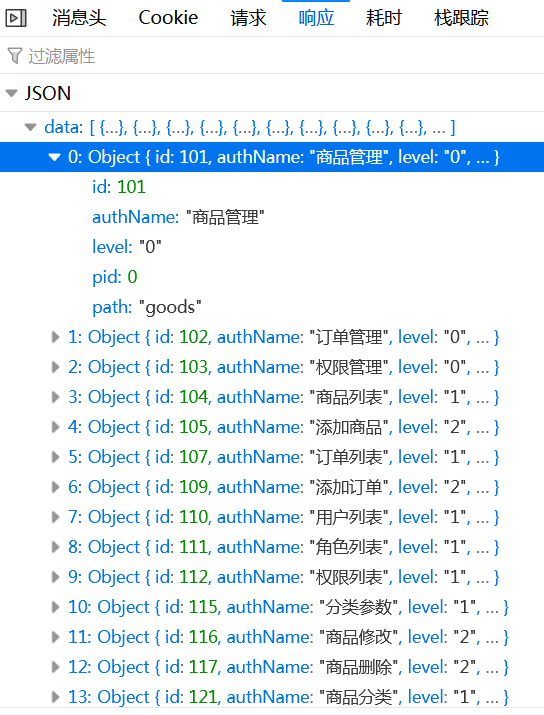 消息头 Cookie 请求 响应 耗时 栈跟踪
过滤属性
JSON
data: [ {…}, {…}, {…}, {…}, {…}, {…}, {…}, {…}, {…}, {…}, … ]
0: Object { id: 101, authName: "商品管理", level: "0", … }
id: 101
authName: "商品管理"
level: "0"
pid: 0
path: "goods"
1: Object { id: 102, authName: "订单管理", level: "0", … }
2: Object { id: 103, authName: "权限管理", level: "0", … }
3: Object { id: 104, authName: "商品列表", level: "1", … }
4: Object { id: 105, authName: "添加商品", level: "2", … }
5: Object { id: 107, authName: "订单列表", level: "1", … }
6: Object { id: 109, authName: "添加订单", level: "2", … }
7: Object { id: 110, authName: "用户列表", level: "1", … }
8: Object { id: 111, authName: "角色列表", level: "1", … }
9: Object { id: 112, authName: "权限列表", level: "1", … }
10: Object { id: 115, authName: "分类参数", level: "1", … }
11: Object { id: 116, authName: "商品修改", level: "2", … }
12: Object { id: 117, authName: "商品删除", level: "2", … }
13: Object { id: 121, authName: "商品分类", level: "1", … }